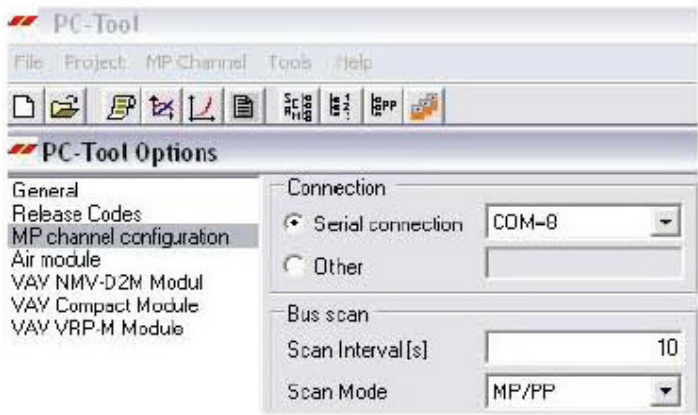 PC-Tool
File Project MP Channel Tools Help
PP
PC-Tool Options
General
Release Codes
MP channel configuration
Air module
VAV NMV-D2M Modul
VAV Compact Module
VAV VRP-M Module
Connection
Serial connection COM-8
Other
Bus scan
Scan Interval[s] 10
Scan Mode MP/PP